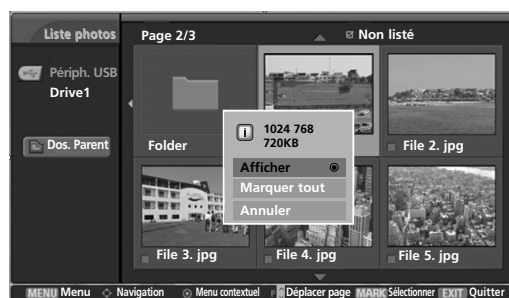 Liste photos
Page 2/3
Non listé
Périph. USB
Drive1
Dos. Parent
Folder
File 2. jpg
i
1024 768
720KB
Afficher
Marquer tout
Annuler
File 3. jpg
File 4. jpg
File 5. jpg
MENU Menu Navigation Menu contextuel P Déplacer page MARK Sélectionner EXIT Quitter